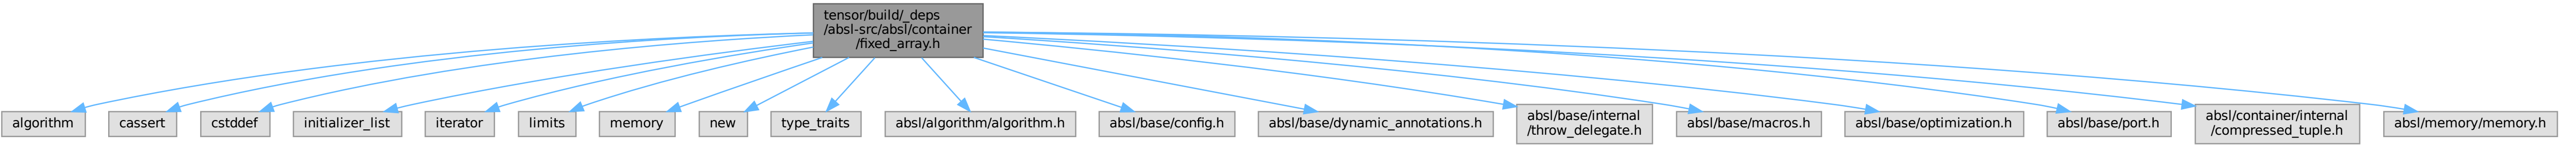 tensor/build/_deps
/absl-src/absl/container
/fixed_array.h
algorithm
cassert
cstddef
initializer_list
iterator
limits
memory
new
type_traits
absl/algorithm/algorithm.h
absl/base/config.h
absl/base/dynamic_annotations.h
absl/base/internal
/throw_delegate.h
absl/base/macros.h
absl/base/optimization.h
absl/base/port.h
absl/container/internal
/compressed_tuple.h
absl/memory/memory.h